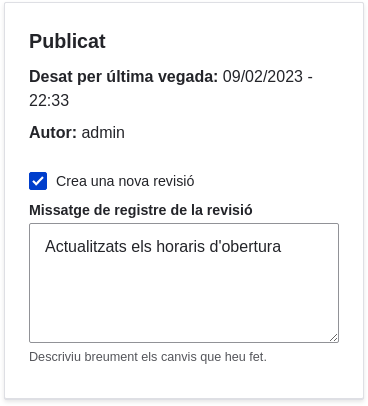 Publicat
Desat per última vegada: 09/02/2023 -
22:33
Autor: admin
Crea una nova revisió
Missatge de registre de la revisió
Actualitzats els horaris d'obertura
Descriviu breument els canvis que heu fet.